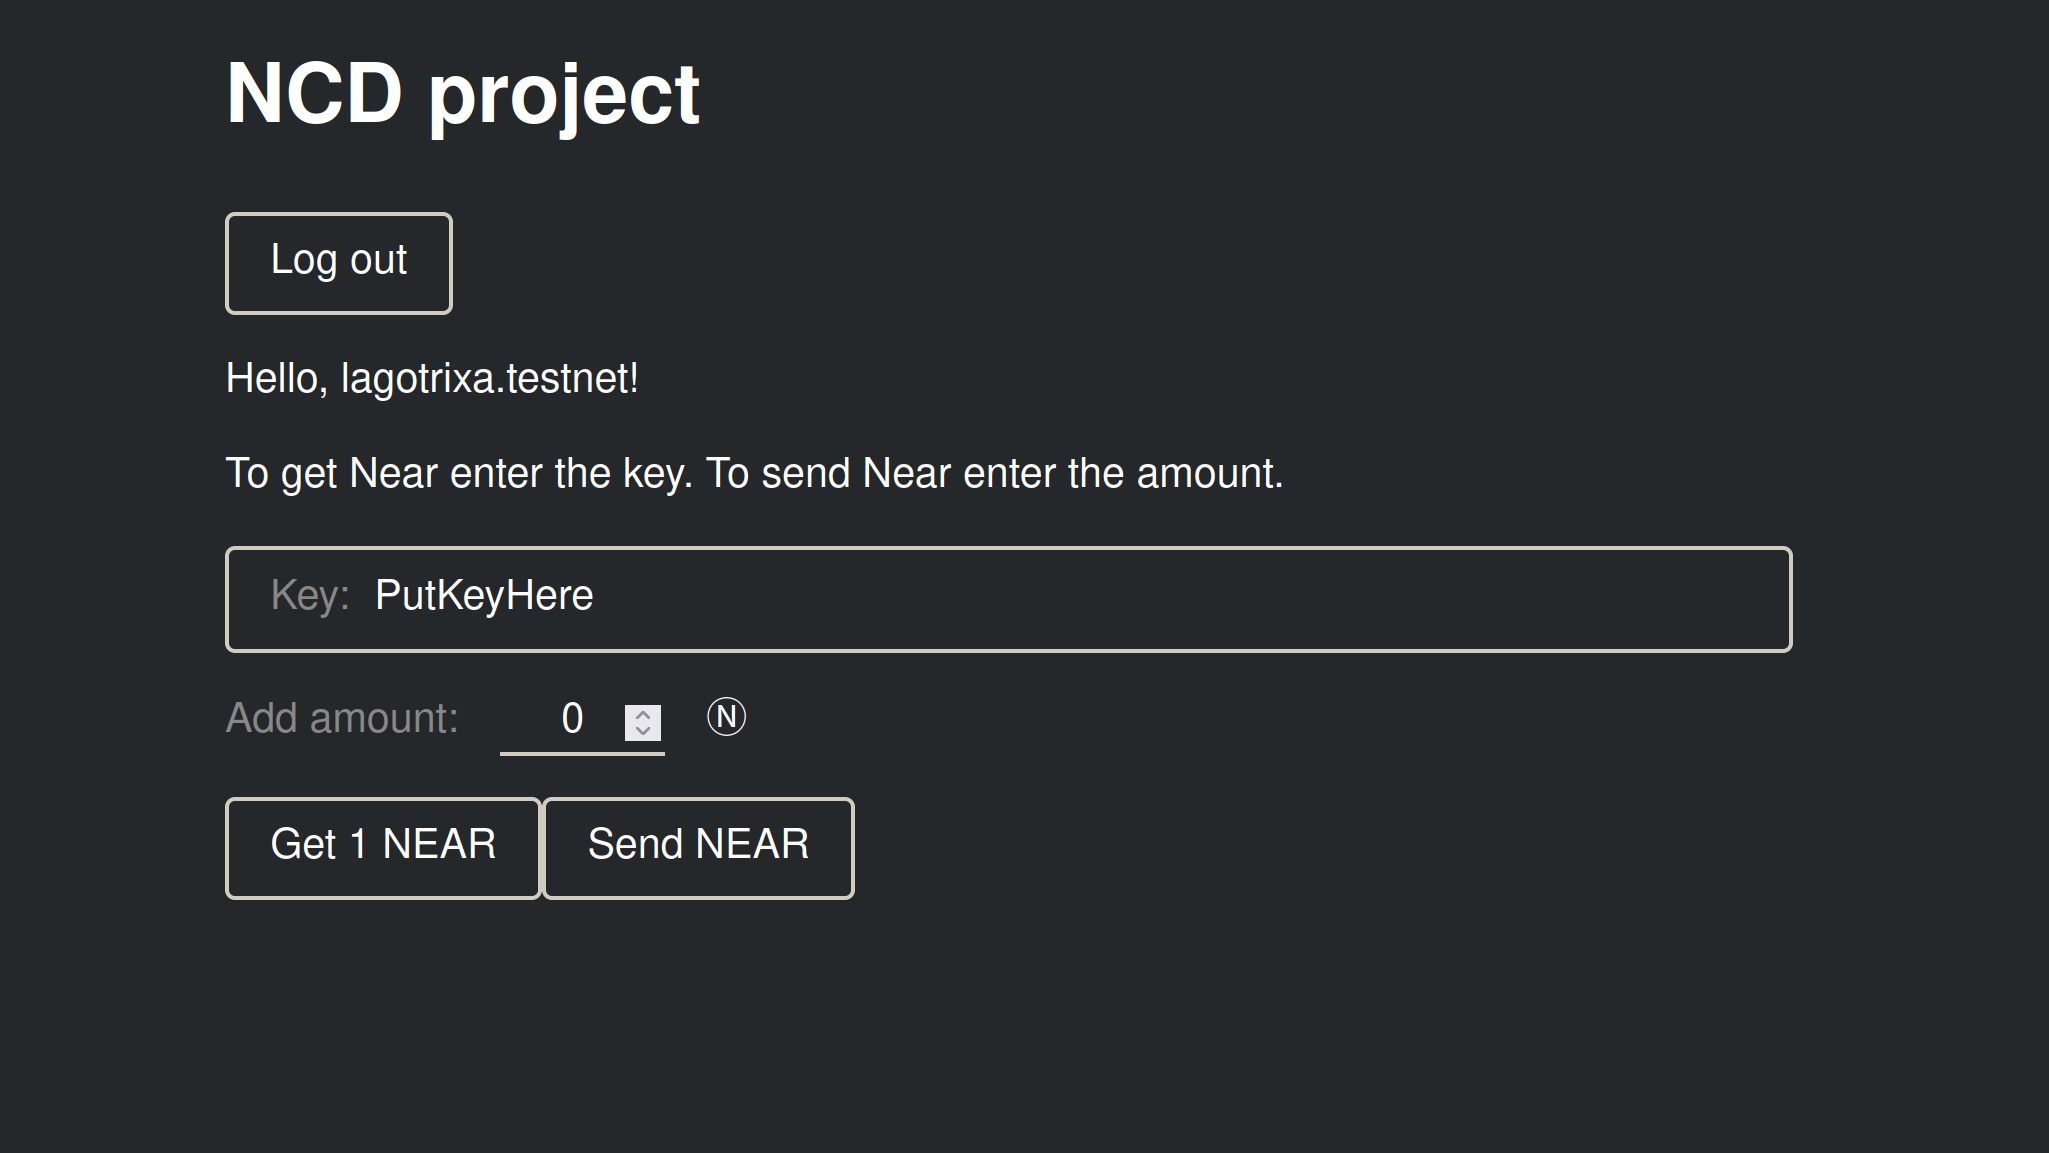 NCD project
Log out
Hello, lagotrixa.testnet!
To get Near enter the key. To send Near enter the amount.
Key: PutKeyHere
Add amount: 0 Ⓝ
Get 1 NEAR Send NEAR